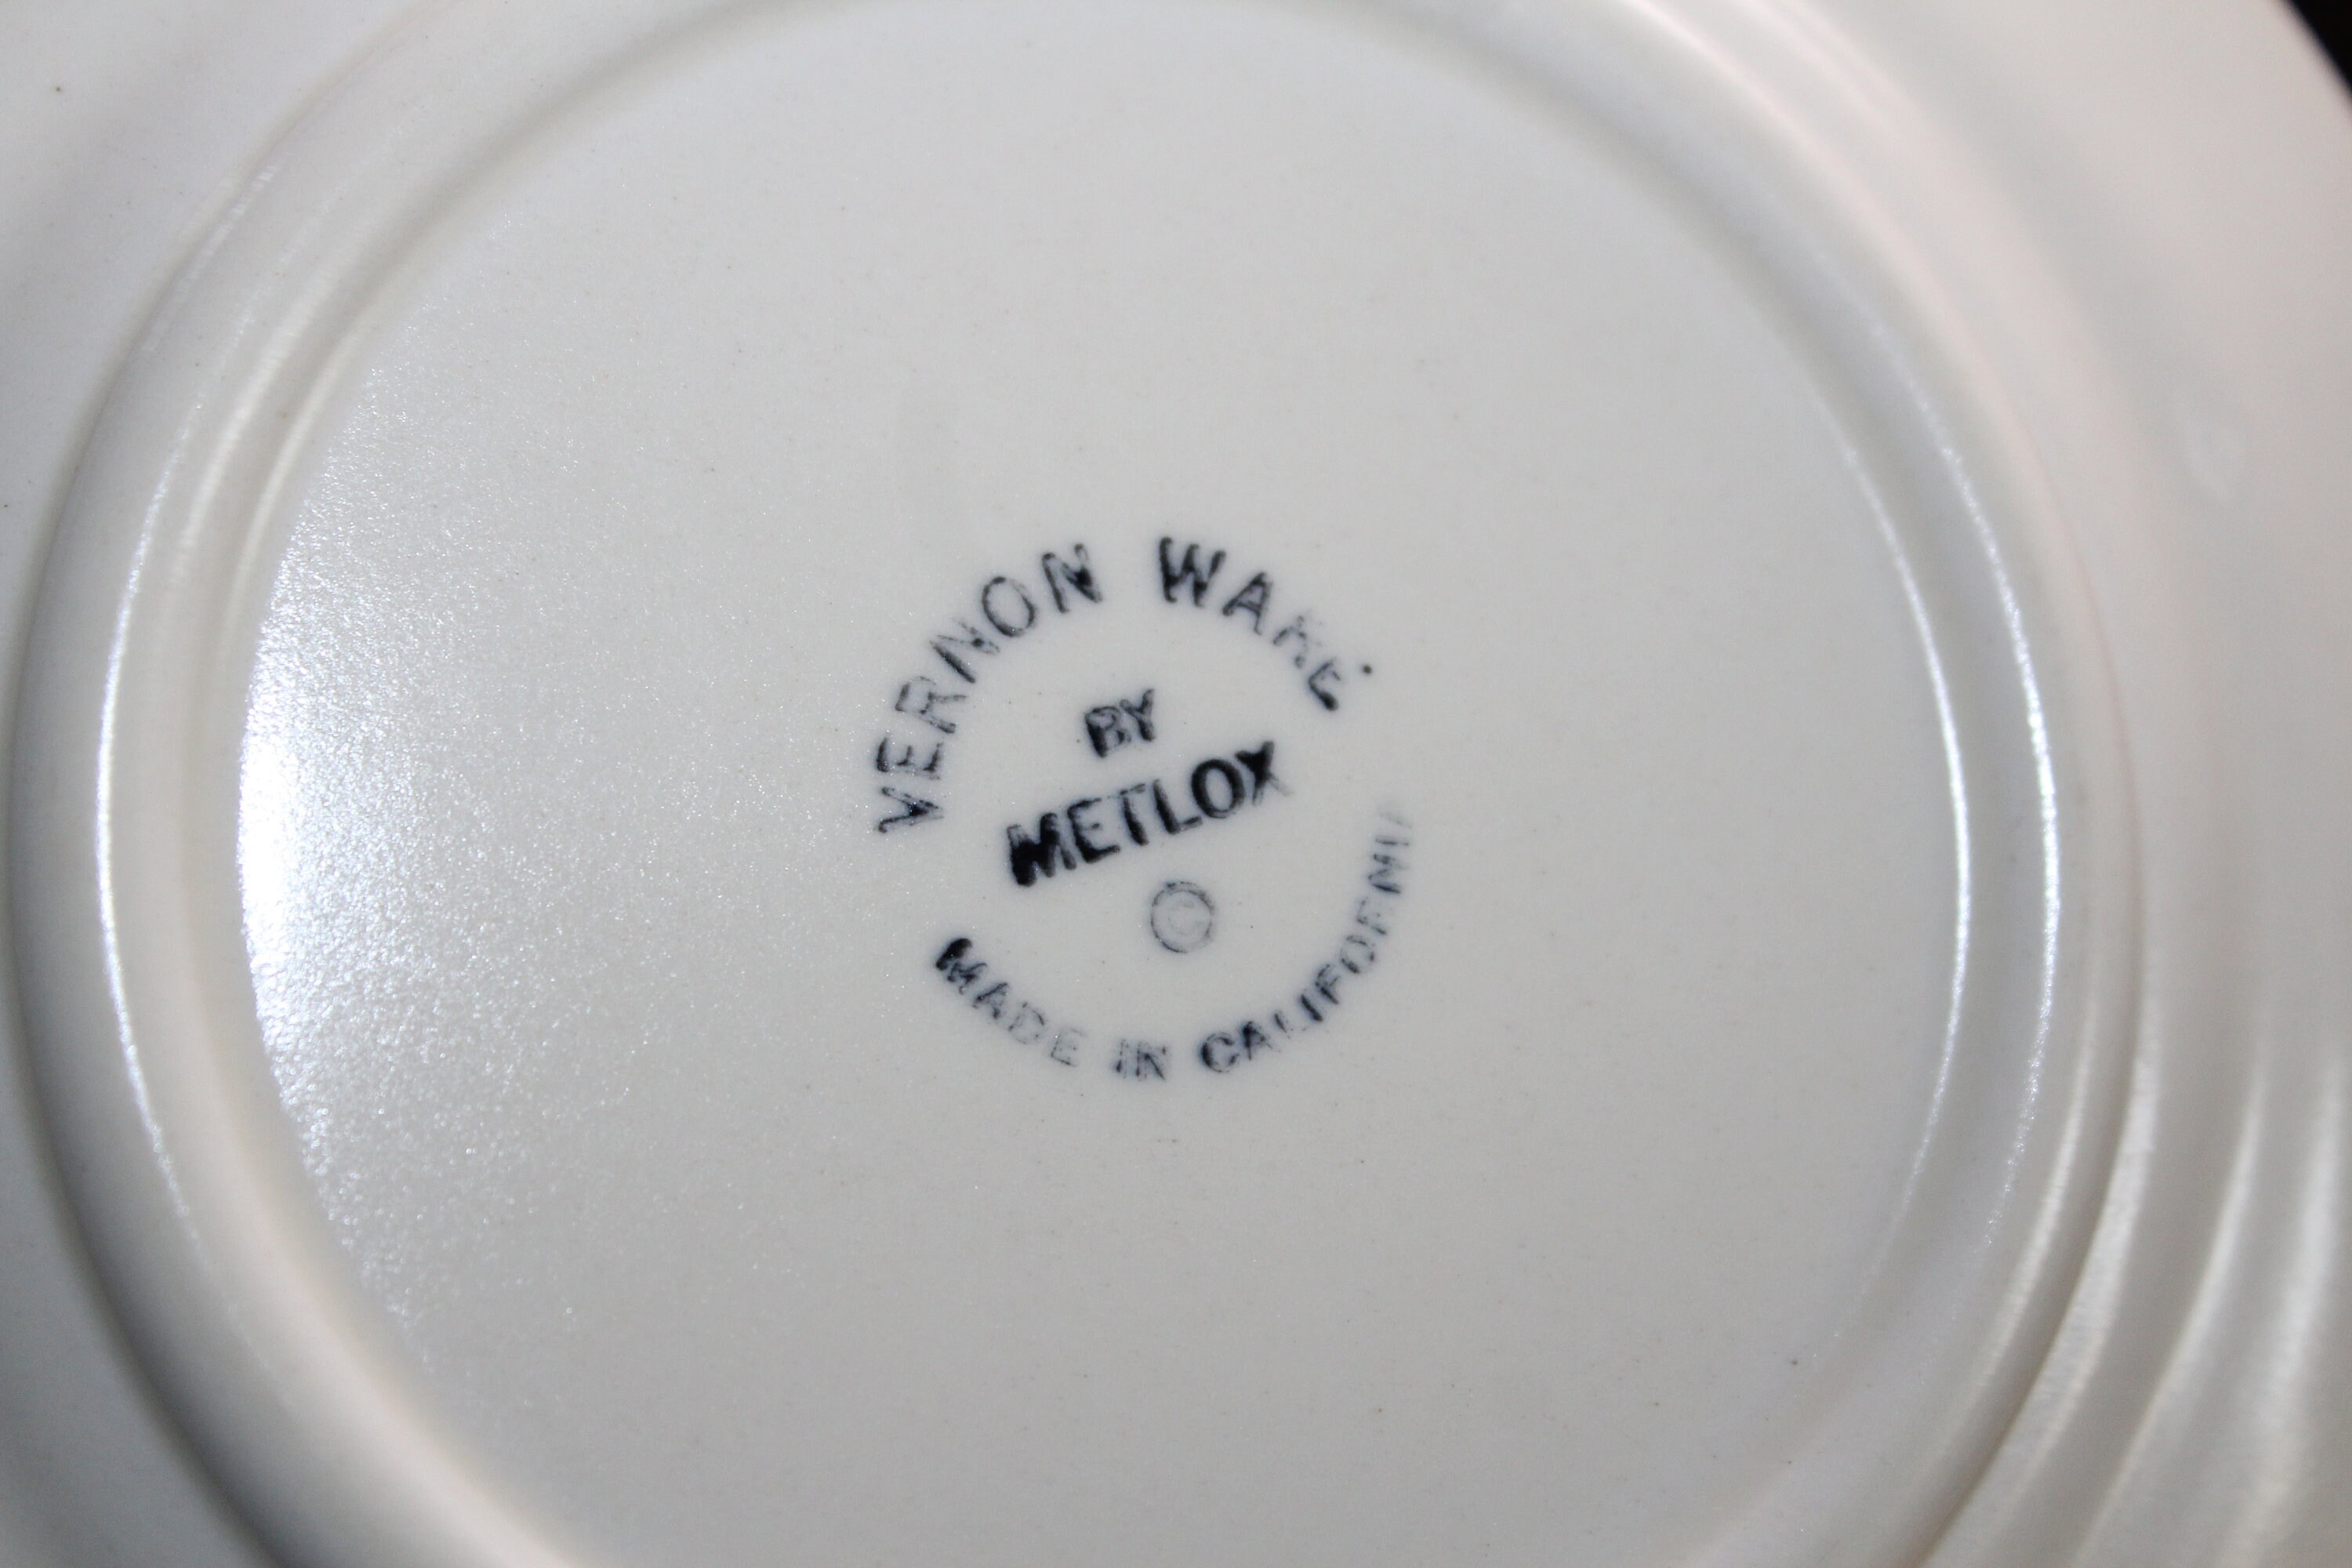 VERNON WARE
BY
METLOX
©
MADE IN CALIFORNIA